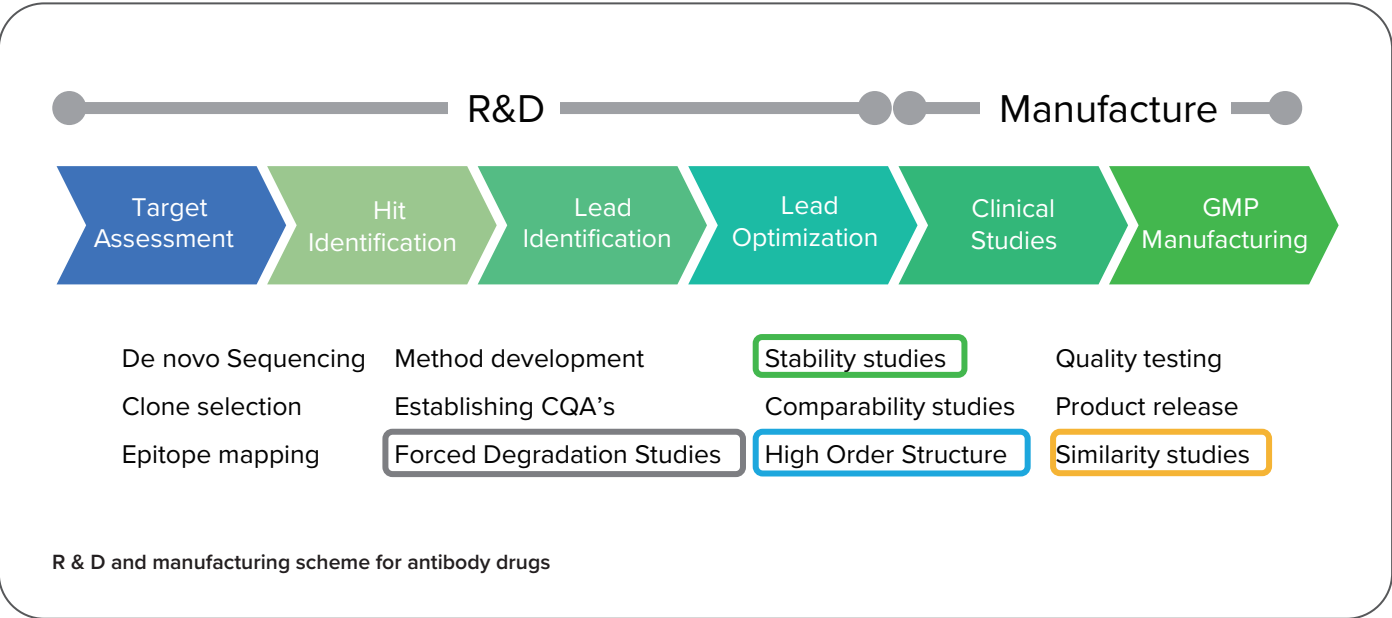 R&D
Manufacture
Target
Assessment
Hit
Identification
Lead
Identification
Lead
Optimization
Clinical
Studies
GMP
Manufacturing
De novo Sequencing
Clone selection
Epitope mapping
Method development
Establishing CQA’s
Forced Degradation Studies
Stability studies
Comparability studies
High Order Structure
Quality testing
Product release
Similarity studies
R & D and manufacturing scheme for antibody drugs